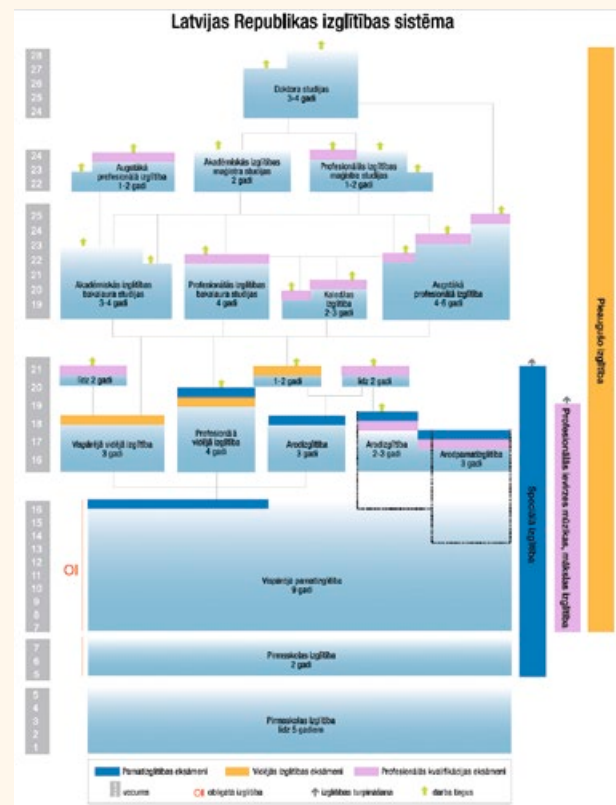 Latvijas Republikas izglītības sistēma
28
27
26
25
24
Doktora studijas
3-4 gadi
24
23
22
Augstākā
profesionālā izglītība
1-2 gadi
Akadēmiskās izglītības
maģistra studijas
2 gadi
Profesionālās izglītības
maģistra studijas
1-2 gadi
25
24
23
22
21
20
19
Akadēmiskās izglītības
bakalaura studijas
3-4 gadi
Profesionālās izglītības
bakalaura studijas
4 gadi
Koledžas izglītība
2-3 gadi
Augstākā
profesionālā izglītība
4-6 gadi
21
20
19
18
17
16
līdz 2 gadi
1-2 gadi
līdz 2 gadi
Vispārējā vidējā izglītība
3 gadi
Profesionālā
vidējā izglītība
4 gadi
Arodizglītība
3 gadi
Arodizglītība
2-3 gadi
Arodpamatizglītība
3 gadi
16
15
14
13
12
11
10
9
8
7
OI
Vispārējā pamatizglītība
9 gadi
7
6
5
Pirmsskolas izglītība
2 gadi
5
4
3
2
1
Pirmsskolas izglītība
līdz 5 gadiem
Speciālā izglītība
Profesionālās ievirzes mūzikas, mākslas izglītība
Pieaugušo izglītība
Pamatizglītības eksāmeni
Vidējās izglītības eksāmeni
Profesionālās kvalifikācijas eksāmeni
vecums
OI obligātā izglītība
izglītības turpināšana
darba tirgus